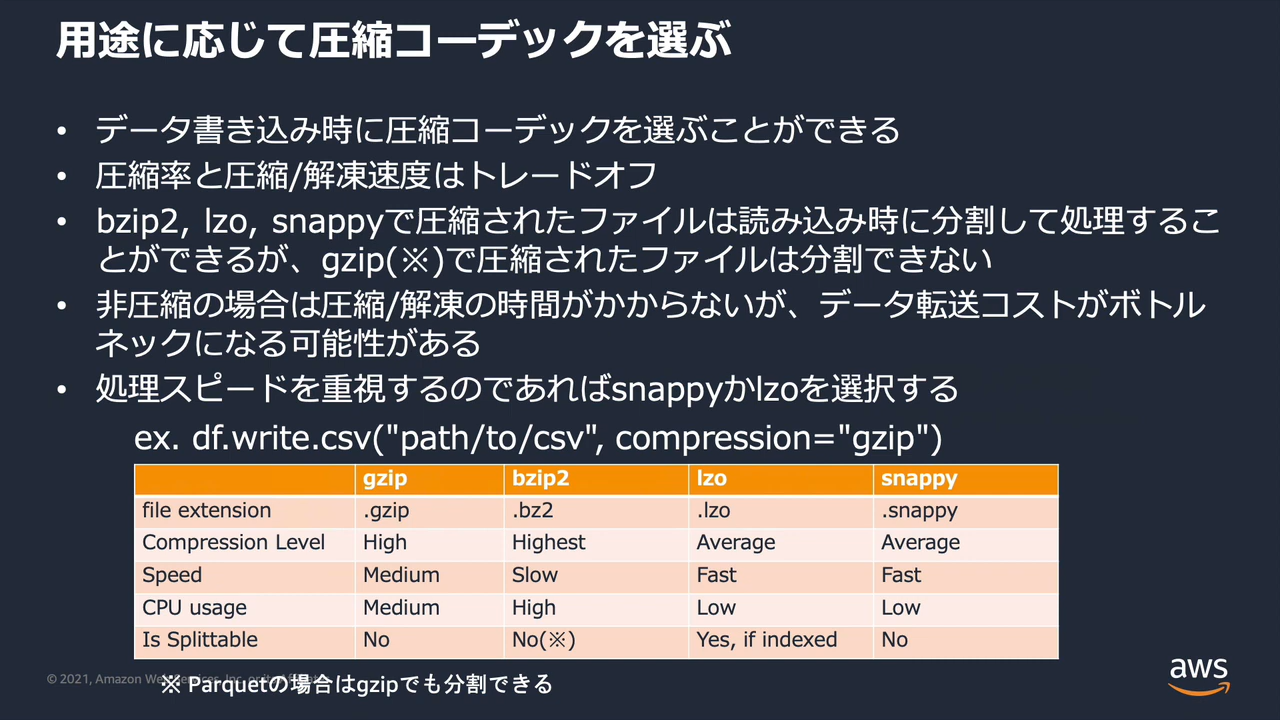 用途に応じて圧縮コーデックを選ぶ
• データ書き込み時に圧縮コーデックを選ぶことができる
• 圧縮率と圧縮/解凍速度はトレードオフ
• bzip2, lzo, snappyで圧縮されたファイルは読み込み時に分割して処理するこ
とができるが、gzip(※)で圧縮されたファイルは分割できない
• 非圧縮の場合は圧縮/解凍の時間がかからないが、データ転送コストがボトル
ネックになる可能性がある
• 処理スピードを重視するのであればsnappyかlzoを選択する
ex. df.write.csv("path/to/csv", compression="gzip")
gzip bzip2 lzo snappy
file extension .gzip .bz2 .lzo .snappy
Compression Level High Highest Average Average
Speed Medium Slow Fast Fast
CPU usage Medium High Low Low
Is Splittable No No(※) Yes, if indexed No
© 2021, Amazon Web
※ Parquetの場合はgzipでも分割できる
aws